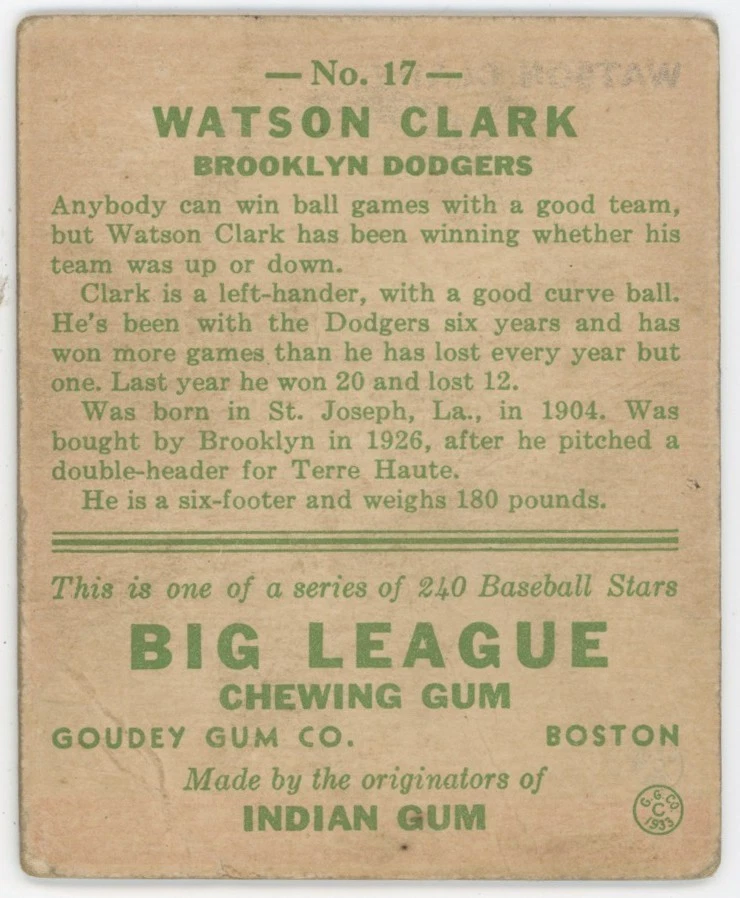 — No. 17 —
WATSON CLARK
BROOKLYN DODGERS
Anybody can win ball games with a good team,
but Watson Clark has been winning whether his
team was up or down.
Clark is a left-hander, with a good curve ball.
He's been with the Dodgers six years and has
won more games than he has lost every year but
one. Last year he won 20 and lost 12.
Was born in St. Joseph, La., in 1904. Was
bought by Brooklyn in 1926, after he pitched a
double-header for Terre Haute.
He is a six-footer and weighs 180 pounds.
This is one of a series of 240 Baseball Stars
BIG LEAGUE
CHEWING GUM
GOUDEY GUM CO. BOSTON
Made by the originators of
INDIAN GUM
G. G. CO.
C
1933